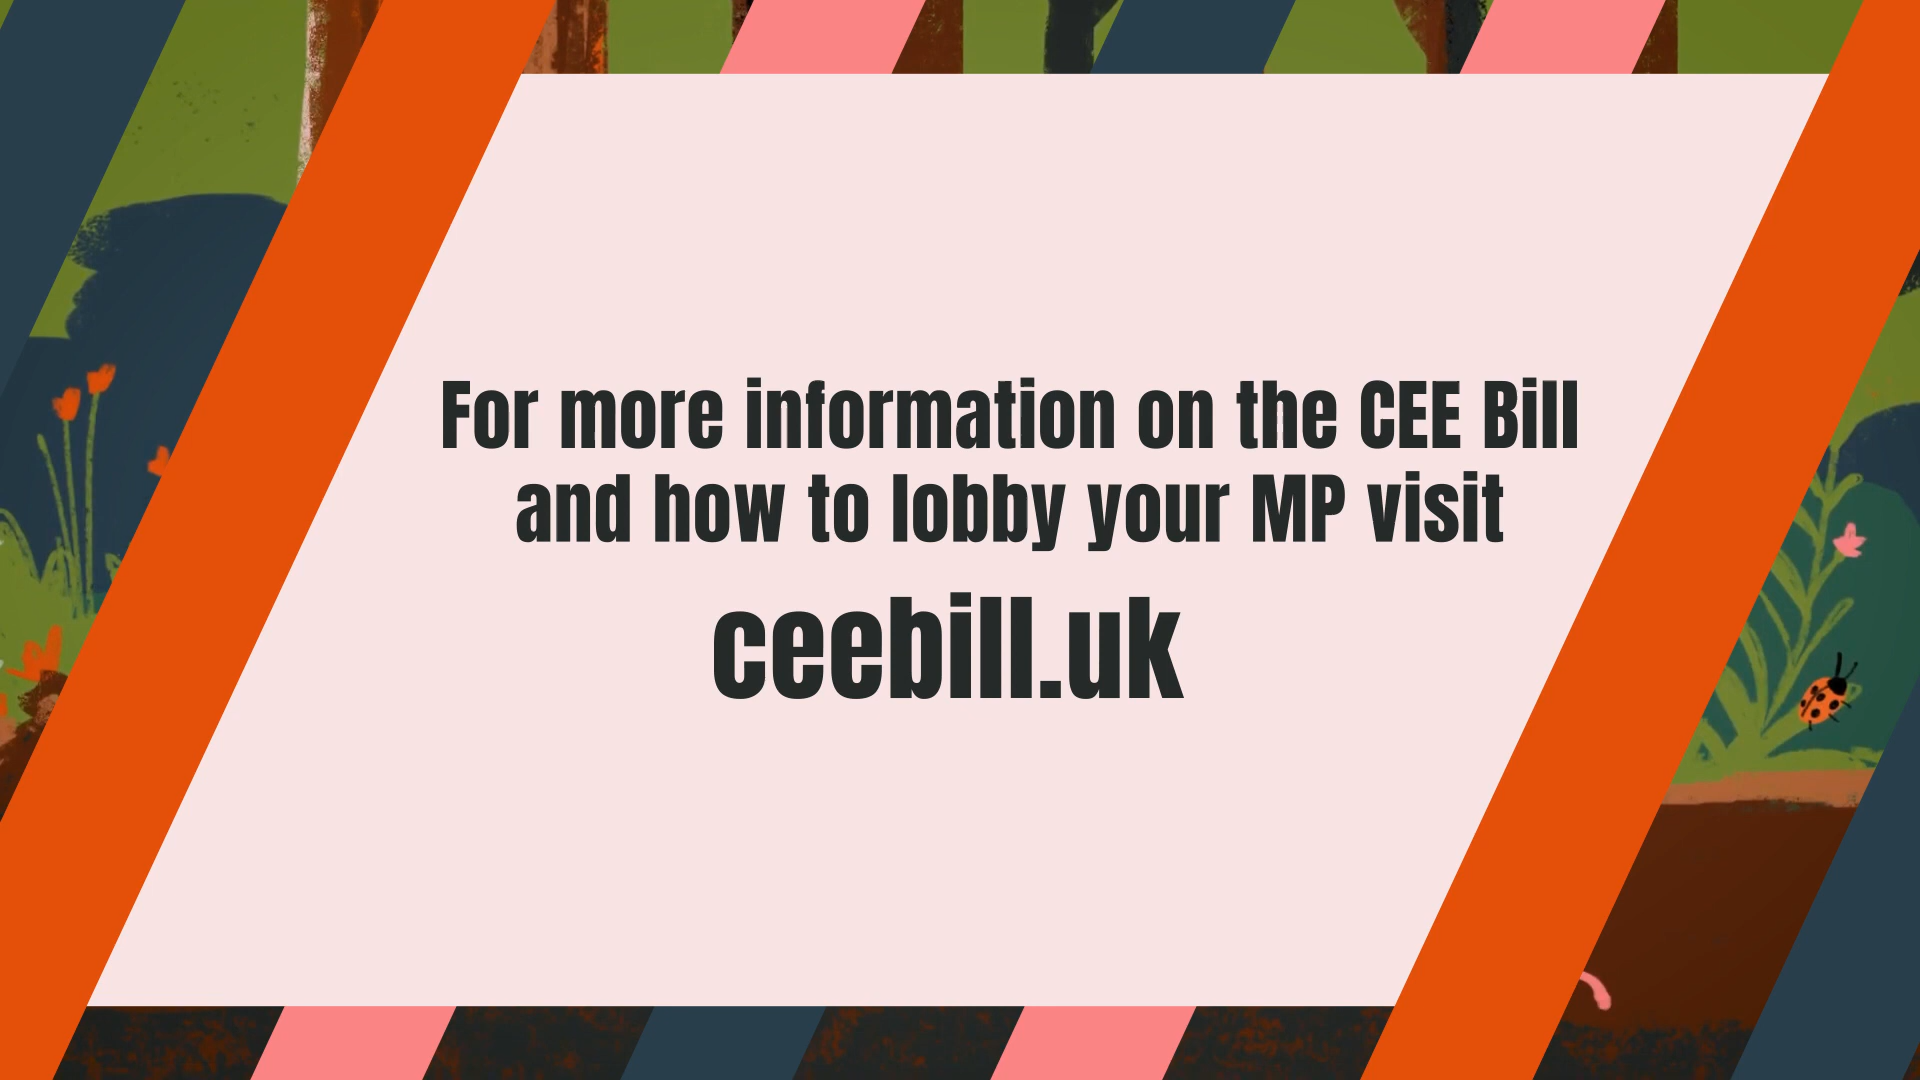 For more information on the CEE Bill
and how to lobby your MP visit
ceebill.uk